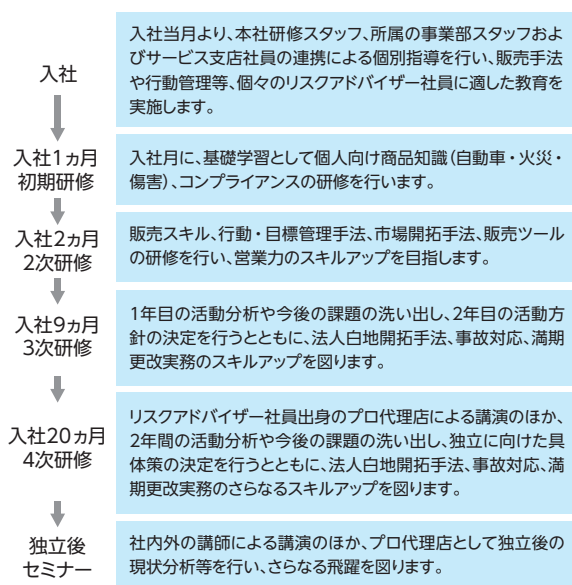 入社
入社当月より、本社研修スタッフ、所属の事業部スタッフおよ
びサービス支店社員の連携による個別指導を行い、販売手法
や行動管理等、個々のリスクアドバイザー社員に適した教育を
実施します。
入社1ヵ月
初期研修
入社月に、基礎学習として個人向け商品知識(自動車・火災・
傷害)、コンプライアンスの研修を行います。
入社2ヵ月
2次研修
販売スキル、行動・目標管理手法、市場開拓手法、販売ツール
の研修を行い、営業力のスキルアップを目指します。
入社9ヵ月
3次研修
1年目の活動分析や今後の課題の洗い出し、2年目の活動方
針の決定を行うとともに、法人白地開拓手法、事故対応、満期
更改実務のスキルアップを図ります。
入社20ヵ月
4次研修
リスクアドバイザー社員出身のプロ代理店による講演のほか、
2年間の活動分析や今後の課題の洗い出し、独立に向けた具
体策の決定を行うとともに、法人白地開拓手法、事故対応、満
期更改実務のさらなるスキルアップを図ります。
独立後
セミナー
社内外の講師による講演のほか、プロ代理店として独立後の
現状分析等を行い、さらなる飛躍を図ります。